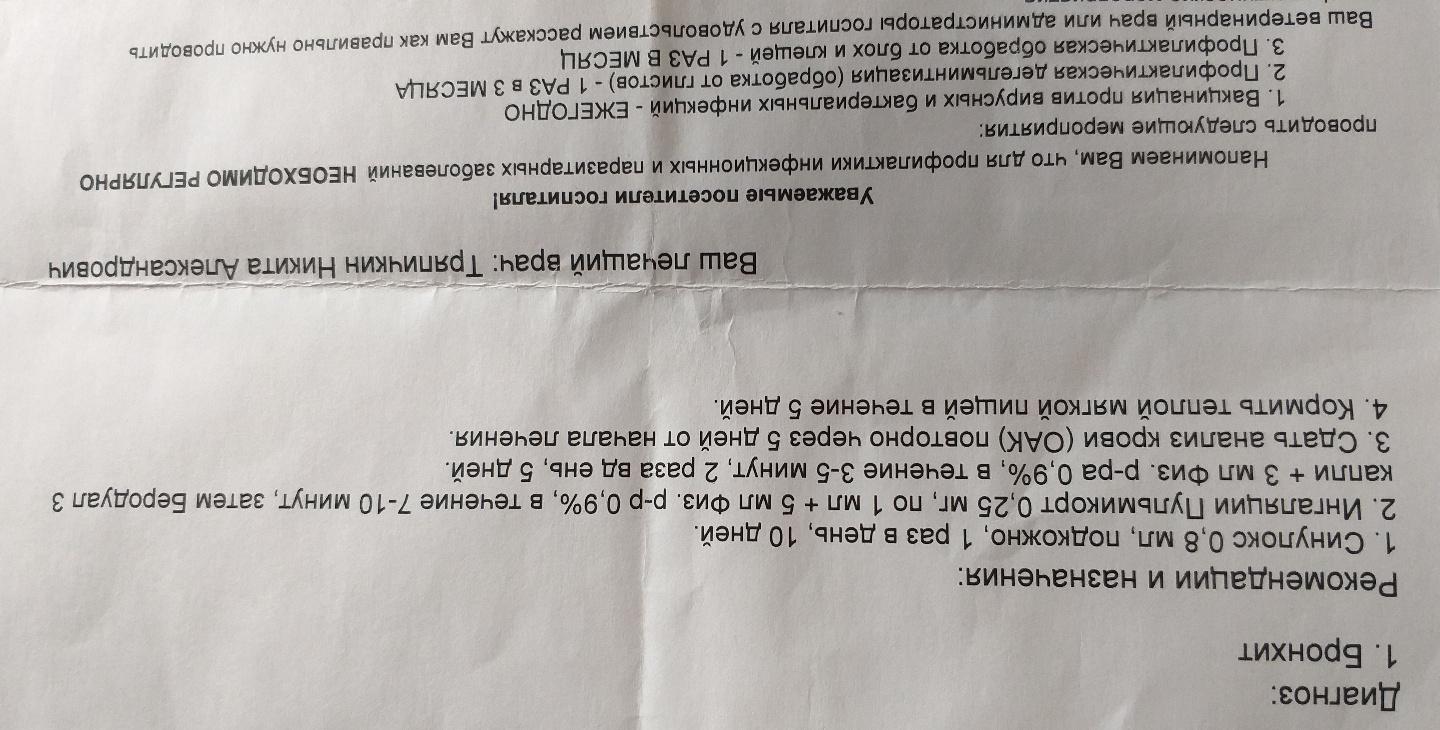 Диагноз:
1. Бронхит
Рекомендации и назначения:
1. Синулокс 0,8 мл, подкожно, 1 раз в день, 10 дней.
2. Ингаляции Пульмикорт 0,25 мг, по 1 мл + 5 мл Физ. р-р 0,9%, в течение 7-10 минут, затем Беродуал 3
капли + 3 мл Физ. р-ра 0,9%, в течение 3-5 минут, 2 раза вд ень, 5 дней.
3. Сдать анализ крови (ОАК) повторно через 5 дней от начала лечения.
4. Кормить теплой мягкой пищей в течение 5 дней.
Ваш лечащий врач: Тряпичкин Никита Александрович
Уважаемые посетители госпиталя!
Напоминаем Вам, что для профилактики инфекционных и паразитарных заболеваний НЕОБХОДИМО РЕГУЛЯРНО
проводить следующие мероприятия:
1. Вакцинация против вирусных и бактериальных инфекций - ЕЖЕГОДНО
2. Профилактическая дегельминтизация (обработка от глистов) - 1 РАЗ в 3 МЕСЯЦА
3. Профилактическая обработка от блох и клещей - 1 РАЗ В МЕСЯЦ
Ваш ветеринарный врач или администраторы госпиталя с удовольствием расскажут Вам как правильно нужно проводить